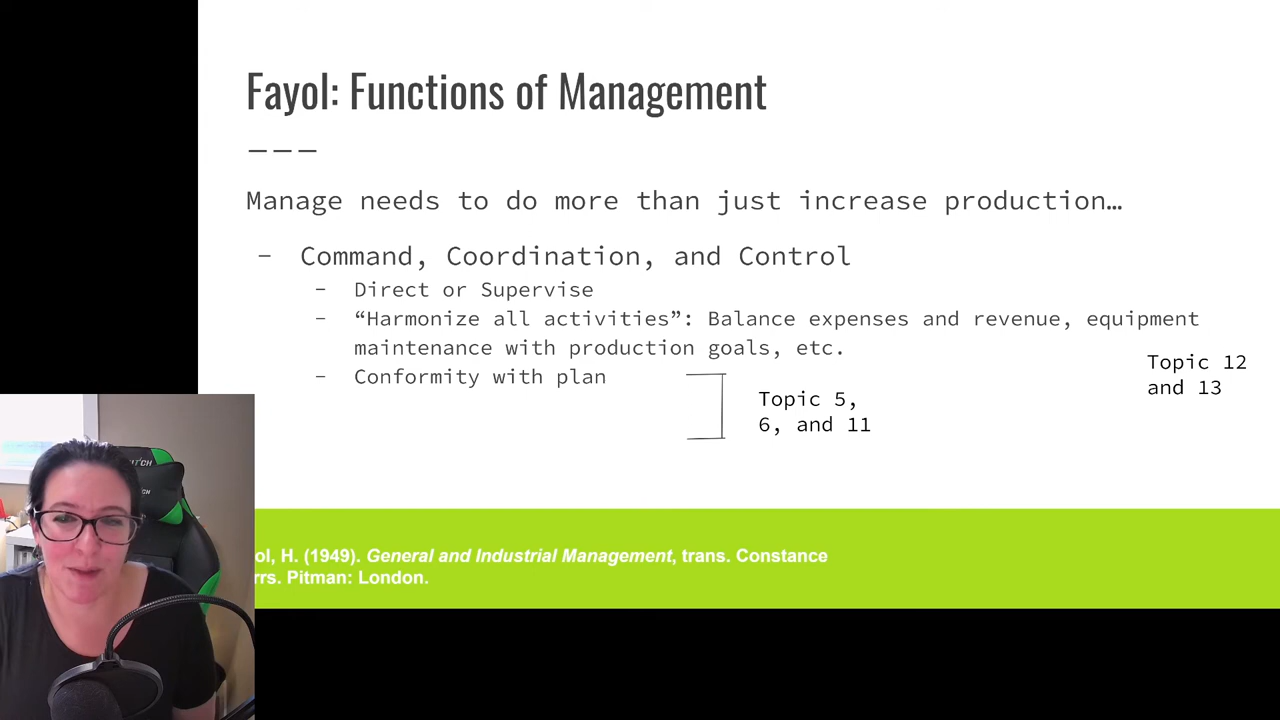 Fayol: Functions of Management
Manage needs to do more than just increase production…
- Command, Coordination, and Control
- Direct or Supervise
- “Harmonize all activities”: Balance expenses and revenue, equipment
maintenance with production goals, etc.
- Conformity with plan
Topic 12
and 13
Topic 5,
6, and 11
ol, H. (1949). General and Industrial Management, trans. Constance
rrs. Pitman: London.